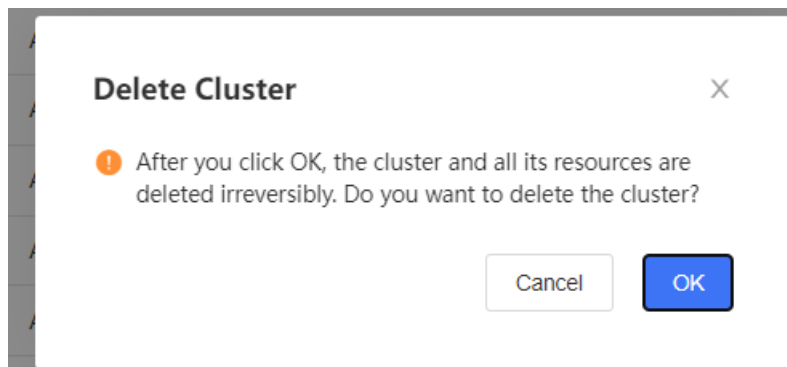 Delete Cluster
After you click OK, the cluster and all its resources are
deleted irreversibly. Do you want to delete the cluster?
Cancel
OK